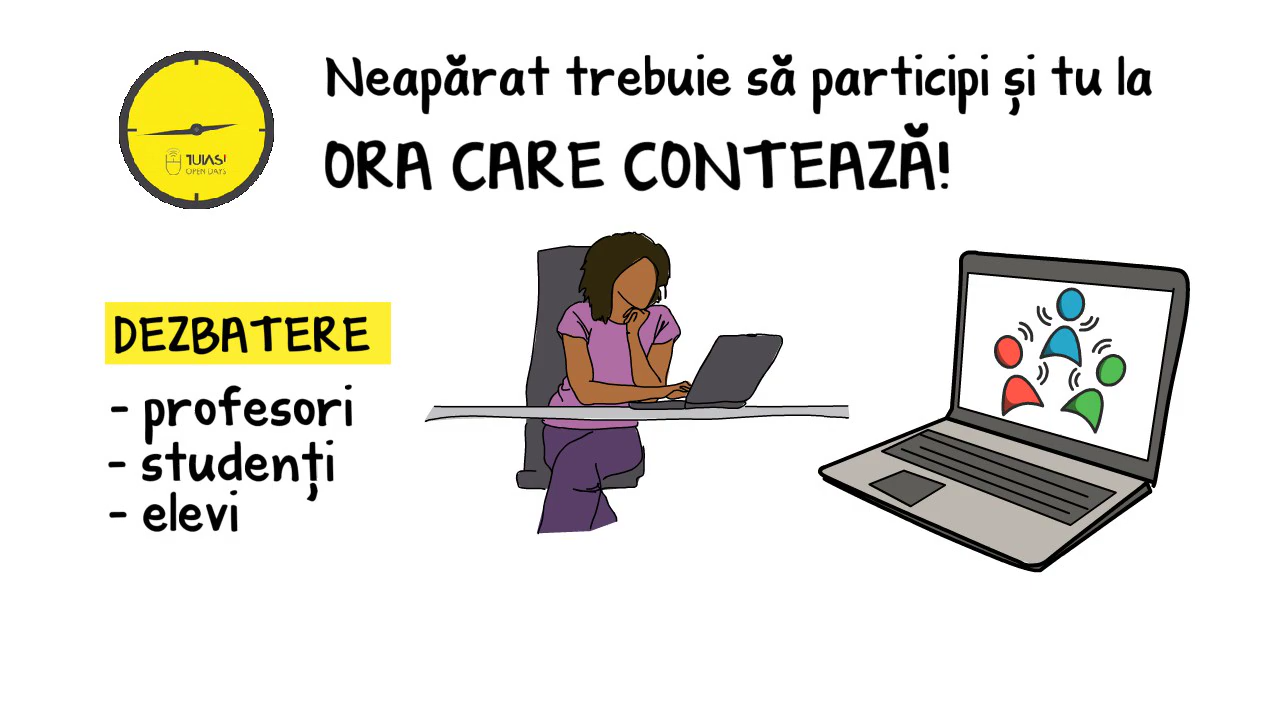 Neapărat trebuie să participi și tu la
ORA CARE CONTEAZĂ!
TUIASI
OPEN DAYS
DEZBATERE
- profesori
- studenți
- elevi